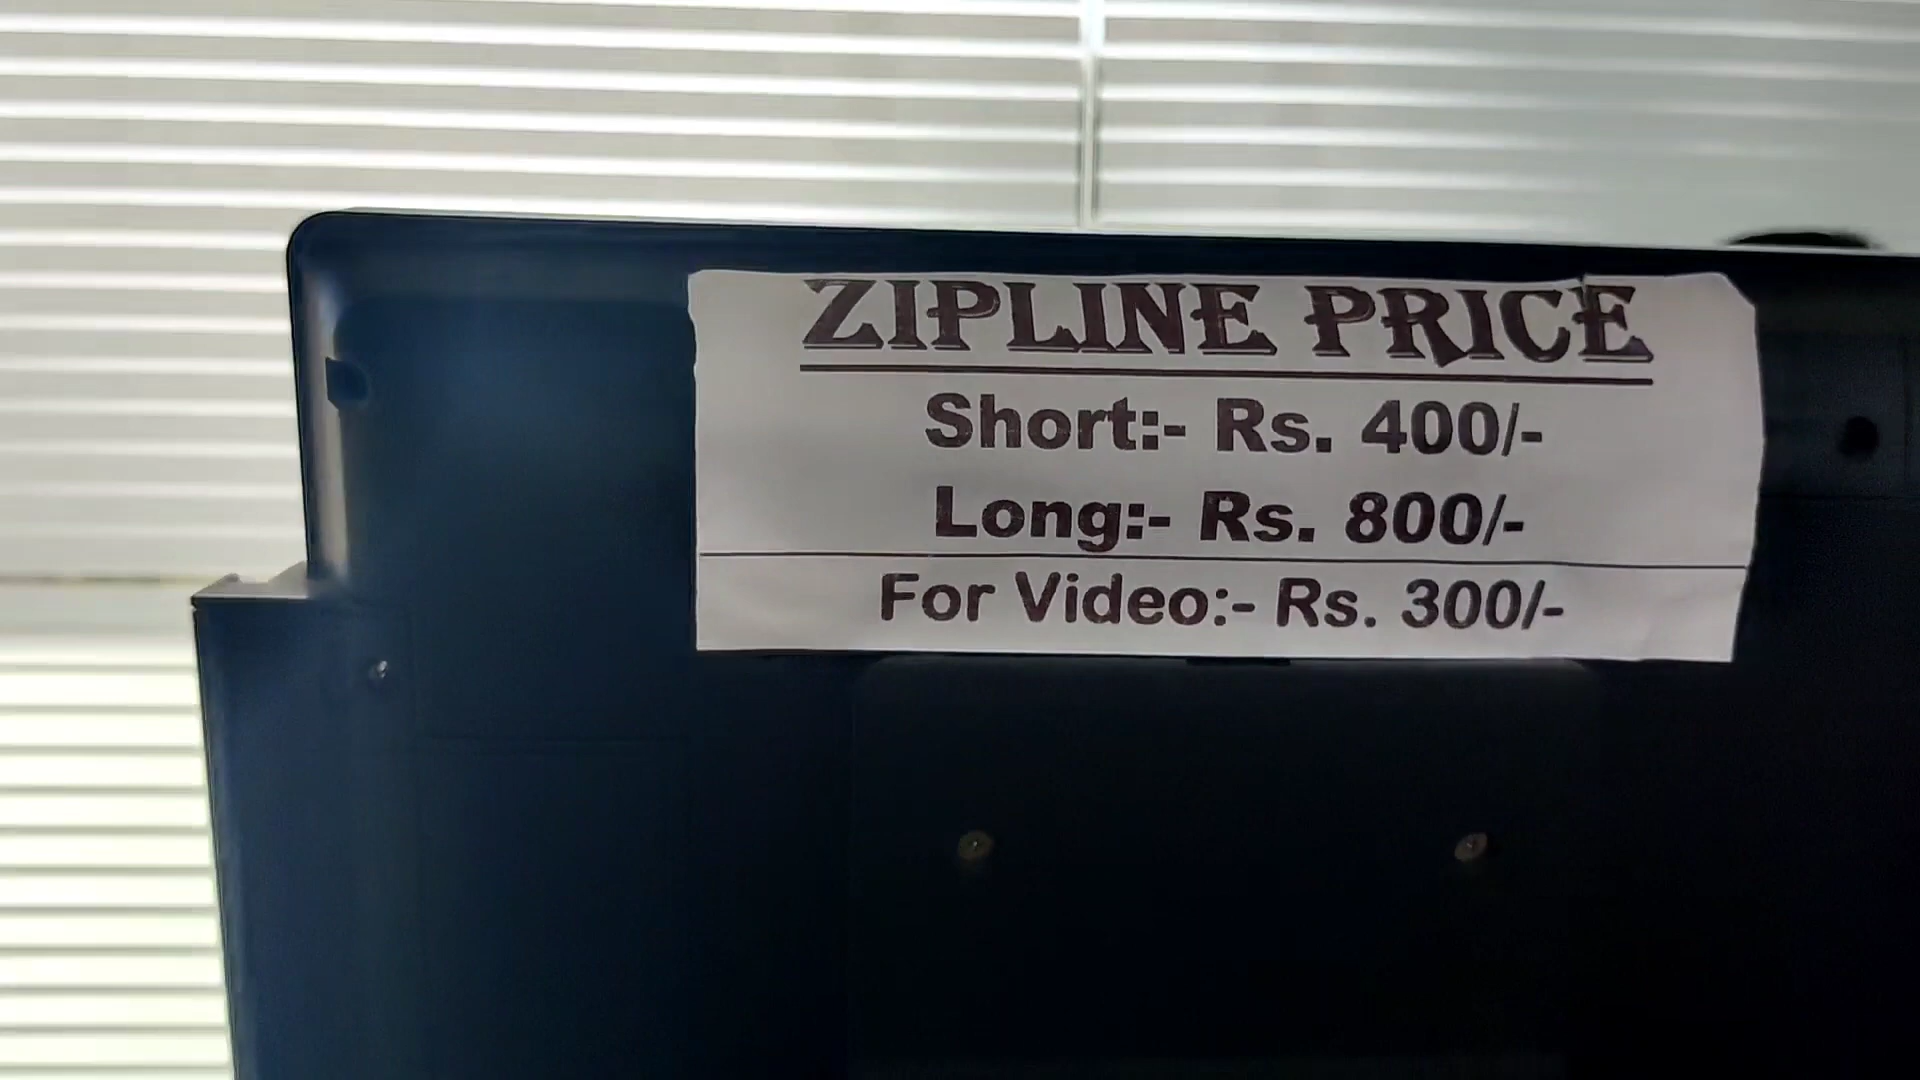 ZIPLINE PRICE
Short:- Rs. 400/-
Long:- Rs. 800/-
For Video:- Rs. 300/-